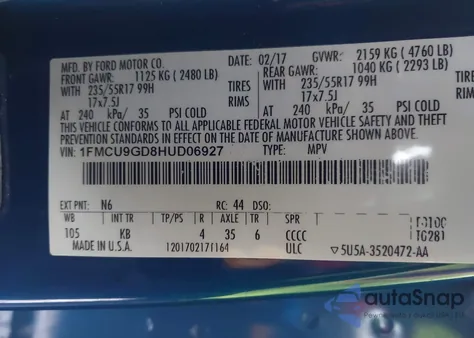 MFD. BY FORD MOTOR CO.
DATE: 02/17 GVWR: 2159 KG ( 4760 LB)
FRONT GAWR: 1125 KG ( 2480 LB) REAR GAWR: 1040 KG ( 2293 LB)
WITH 235/55R17 99H TIRES WITH 235/55R17 99H
17x7.5J RIMS 17x7.5J
AT 240 kPa/ 35 PSI COLD AT 240 kPa/ 35 PSI COLD
THIS VEHICLE CONFORMS TO ALL APPLICABLE FEDERAL MOTOR VEHICLE SAFETY, BUMPER, AND THEFT
PREVENTION STANDARDS IN EFFECT ON THE DATE OF MANUFACTURE SHOWN ABOVE.
VIN: 1FMCU9GD8HUD06927 TYPE: MPV
EXT PNT: N6 RC: 44 DSO:
WB INT TR TP/PS R AXLE TR SPR
105 KB 4 35 6 CCCC
MADE IN U.S.A. ULC 5U5A-3520472-AA
autoSnap